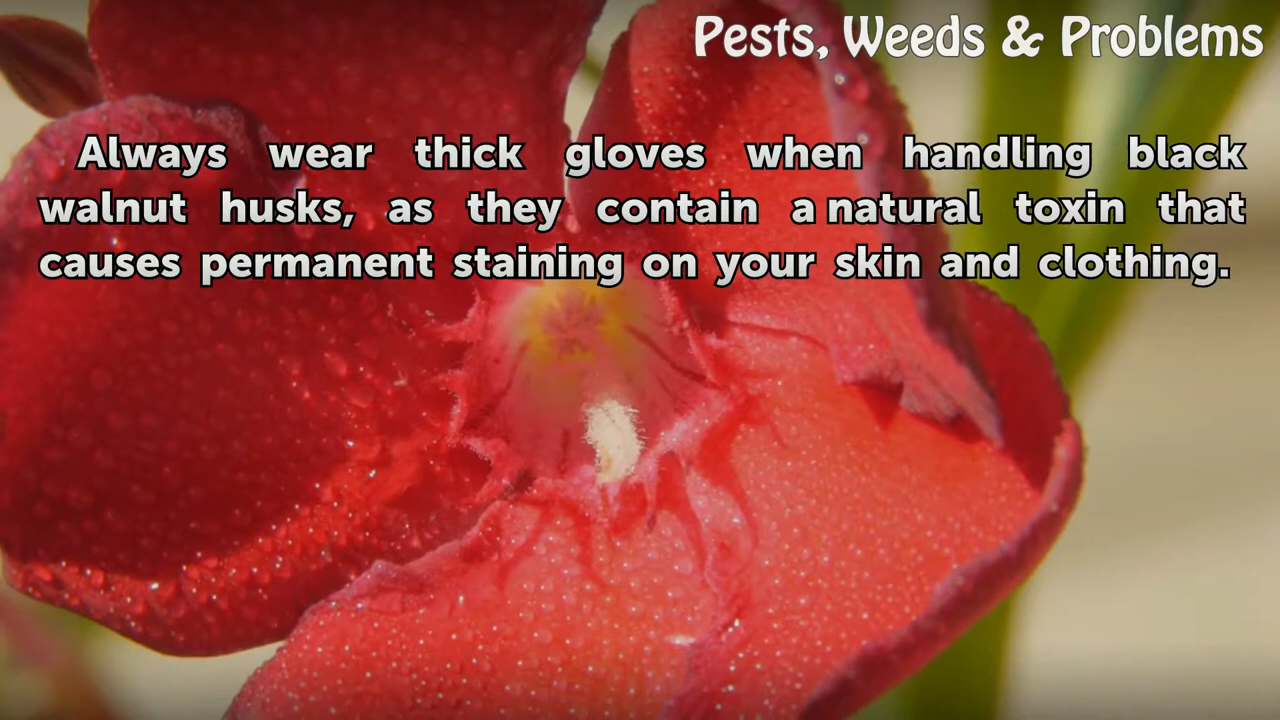 Pests, Weeds & Problems
Always wear thick gloves when handling black
walnut husks, as they contain a natural toxin that
causes permanent staining on your skin and clothing.